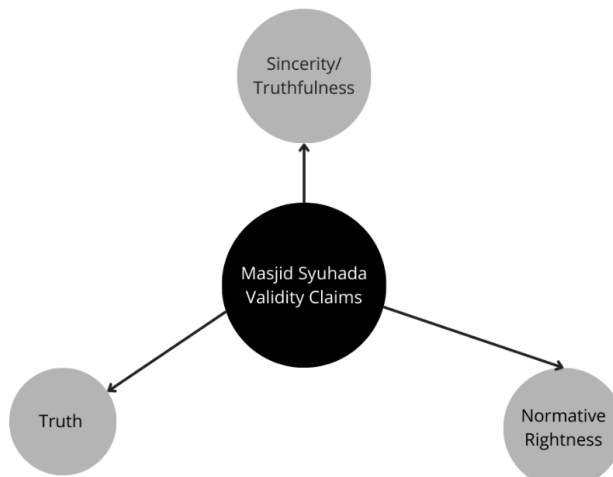 Sincerity/
Truthfulness
Masjid Syuhada
Validity Claims
Truth
Normative
Rightness